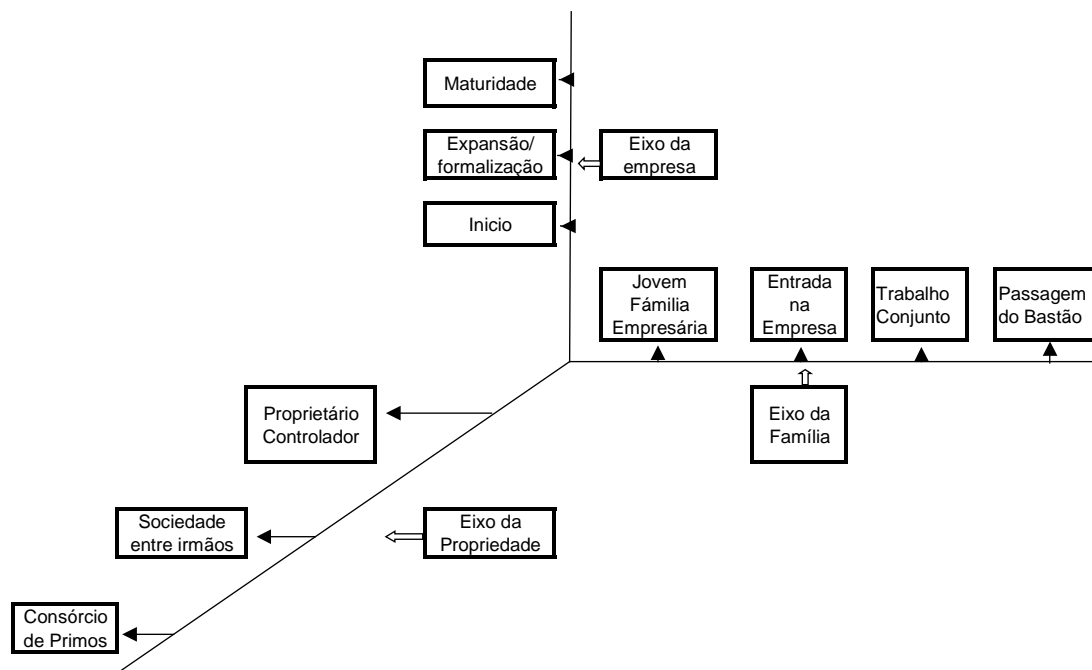 Maturidade
Expansão/
formalização
Eixo da
empresa
Inicio
Jovem
Fámilia
Empresária
Entrada
na
Empresa
Trabalho
Conjunto
Passagem
do Bastão
Proprietário
Controlador
Eixo da
Família
Sociedade
entre irmãos
Eixo da
Propriedade
Consórcio
de Primos